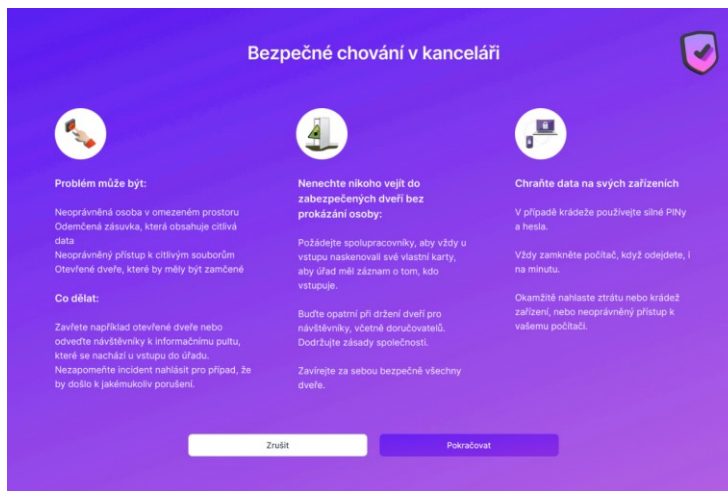 Bezpečné chování v kanceláři
Problém může být:
Neoprávněná osoba v omezeném prostoru
Odemčená zásuvka, která obsahuje citlivá
data
Neoprávněný přístup k citlivým souborům
Otevřené dveře, které by měly být zamčené
Co dělat:
Zavřete například otevřené dveře nebo
odveďte návštěvníky k informačnímu pultu,
které se nachází u vstupu do úřadu.
Nezapomeňte incident nahlásit pro případ, že
by došlo k jakémukoliv porušení.
Nenechte nikoho vejít do
zabezpečených dveří bez
prokázání osoby:
Požádejte spolupracovníky, aby vždy u
vstupu naskenovali své vlastní karty,
aby úřad měl záznam o tom, kdo
vstupuje.
Buďte opatrní při držení dveří pro
návštěvníky, včetně doručovatelů.
Dodržujte zásady společnosti.
Zavírejte za sebou bezpečně všechny
dveře.
Chraňte data na svých zařízeních
V případě krádeže používejte silné PINy
a hesla.
Vždy zamkněte počítač, když odejdete, i
na minutu.
Okamžitě nahlaste ztrátu nebo krádež
zařízení, nebo neoprávněný přístup k
vašemu počítači.
Zrušit
Pokračovat